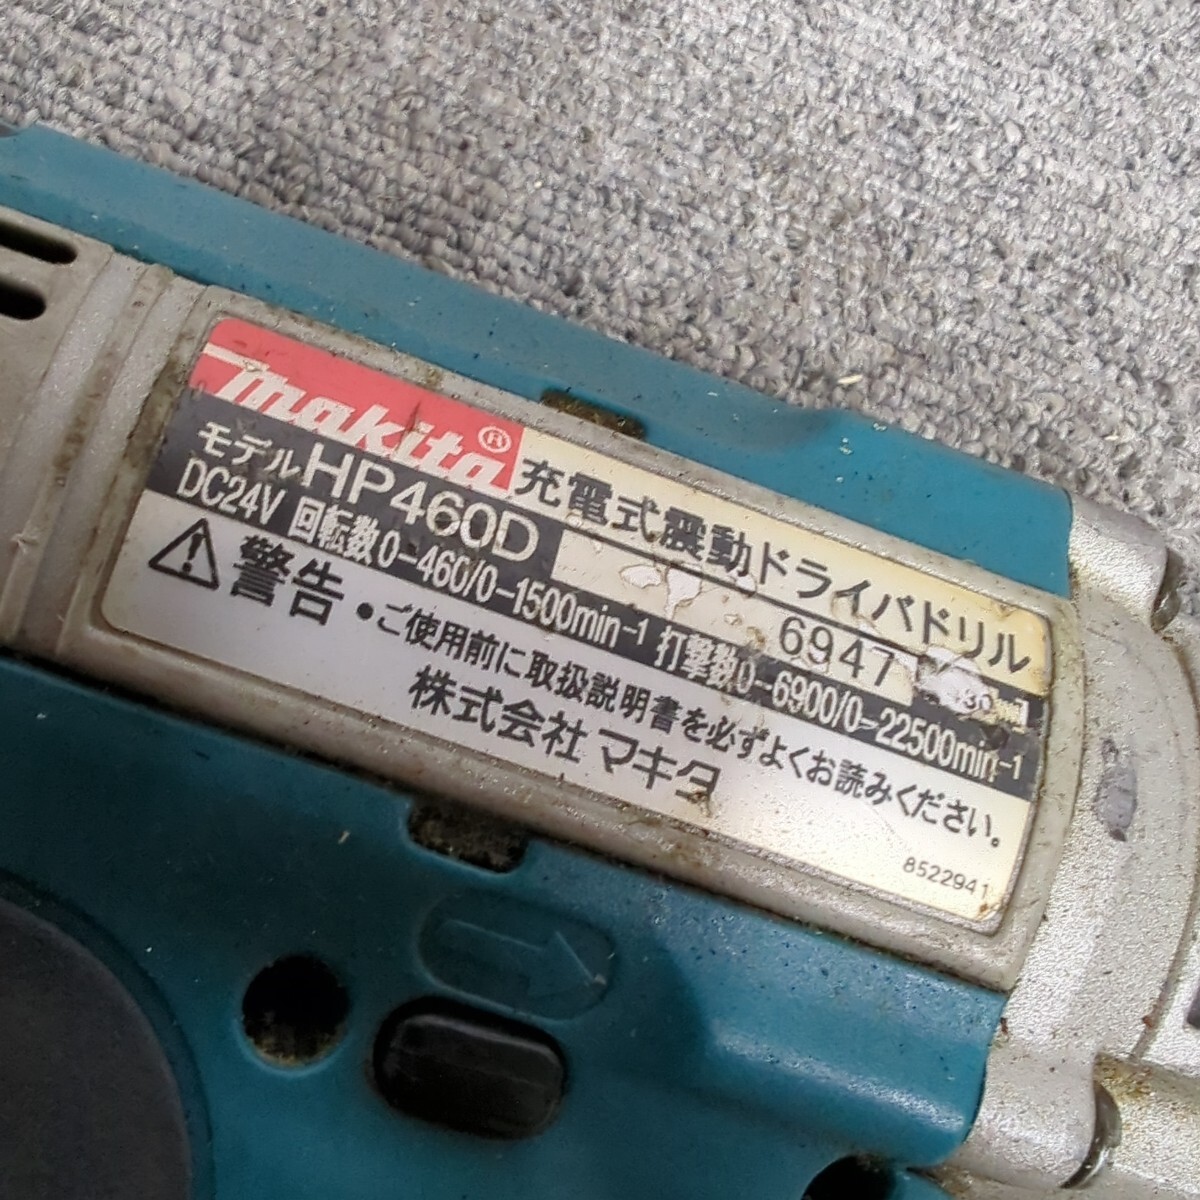 makita®
充電式震動ドライバドリル
モデルHP460D
6947
DC24V 回転数0-460/0-1500min-1 打撃数0-6900/0-22500min-1
⚠警告 ●ご使用前に取扱説明書を必ずよくお読みください。
株式会社 マキタ
8522941